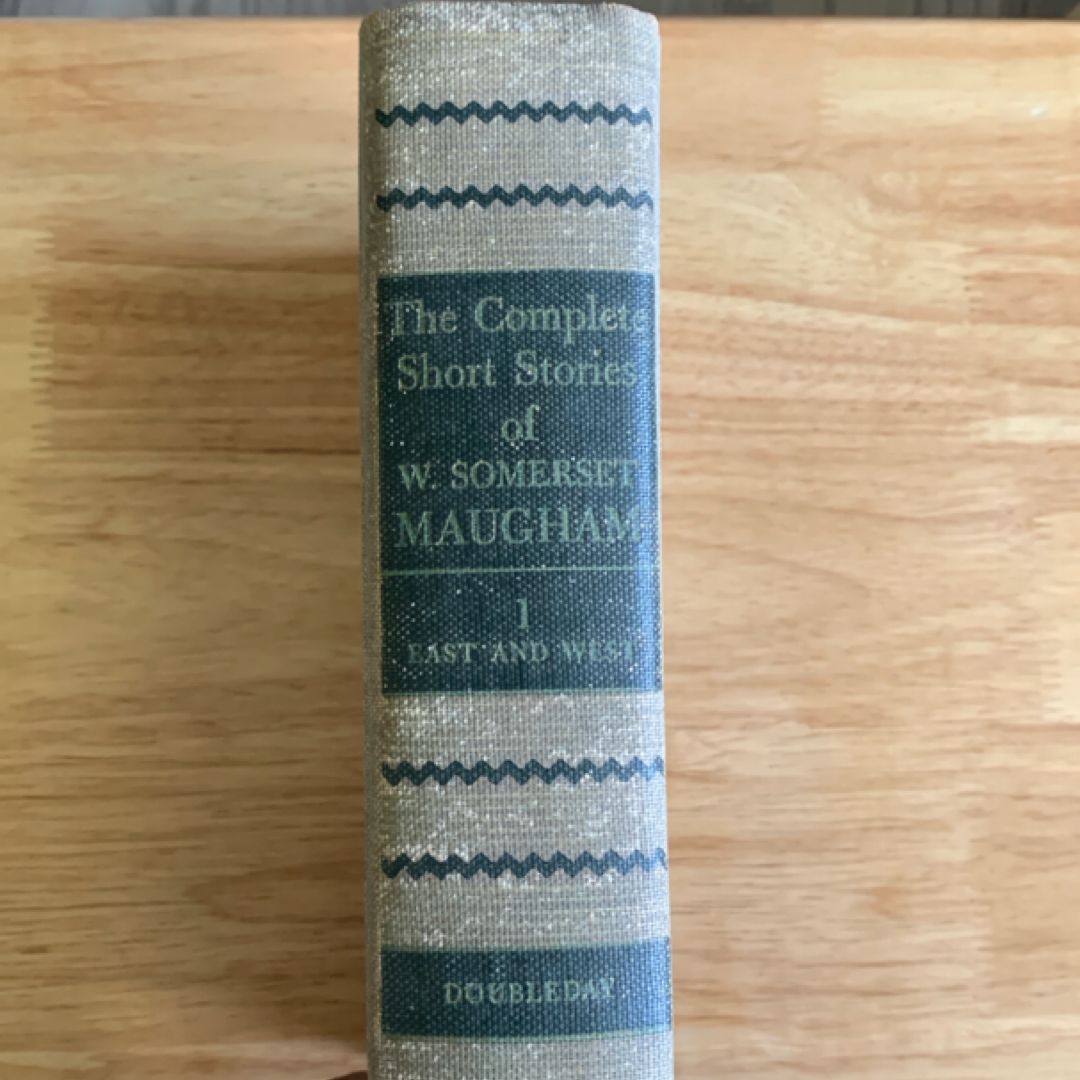 The Complete
Short Stories
of
W. SOMERSET
MAUGHAM
1
EAST AND WEST
DOUBLEDAY